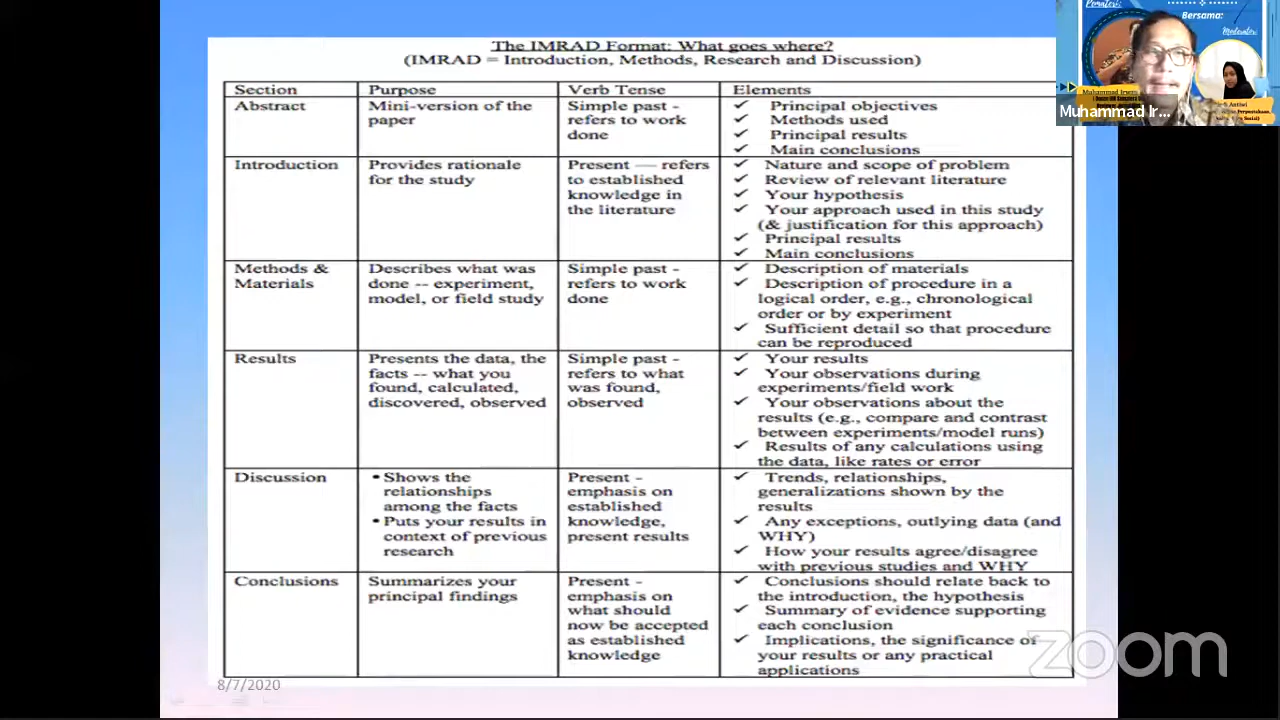 The IMRAD Format: What goes where?
(IMRAD = Introduction, Methods, Research and Discussion)
Section Purpose Verb Tense Elements
Abstract
Mini-version of the
paper
Simple past -
refers to work
done
✓ Principal objectives
✓ Methods used
✓ Principal results
✓ Main conclusions
Introduction
Provides rationale
for the study
Present — refers
to established
knowledge in
the literature
✓ Nature and scope of problem
✓ Review of relevant literature
✓ Your hypothesis
✓ Your approach used in this study
(& justification for this approach)
✓ Principal results
✓ Main conclusions
Methods &
Materials
Describes what was
done -- experiment,
model, or field study
Simple past -
refers to work
done
✓ Description of materials
✓ Description of procedure in a
logical order, e.g., chronological
order or by experiment
✓ Sufficient detail so that procedure
can be reproduced
Results
Presents the data, the
facts -- what you
found, calculated,
discovered, observed
Simple past -
refers to what
was found,
observed
✓ Your results
✓ Your observations during
experiments/field work
✓ Your observations about the
results (e.g., compare and contrast
between experiments/model runs)
✓ Results of any calculations using
the data, like rates or error
Discussion
• Shows the
relationships
among the facts
• Puts your results in
context of previous
research
Present -
emphasis on
established
knowledge,
present results
✓ Trends, relationships,
generalizations shown by the
results
✓ Any exceptions, outlying data (and
WHY)
✓ How your results agree/disagree
with previous studies and WHY
Conclusions
Summarizes your
principal findings
Present -
emphasis on
what should
now be accepted
as established
knowledge
✓ Conclusions should relate back to
the introduction, the hypothesis
✓ Summary of evidence supporting
each conclusion
✓ Implications, the significance of
your results or any practical
applications
8/7/2020
zoom
Pemateri:
Bersama:
Moderator:
Muhammad Ir...